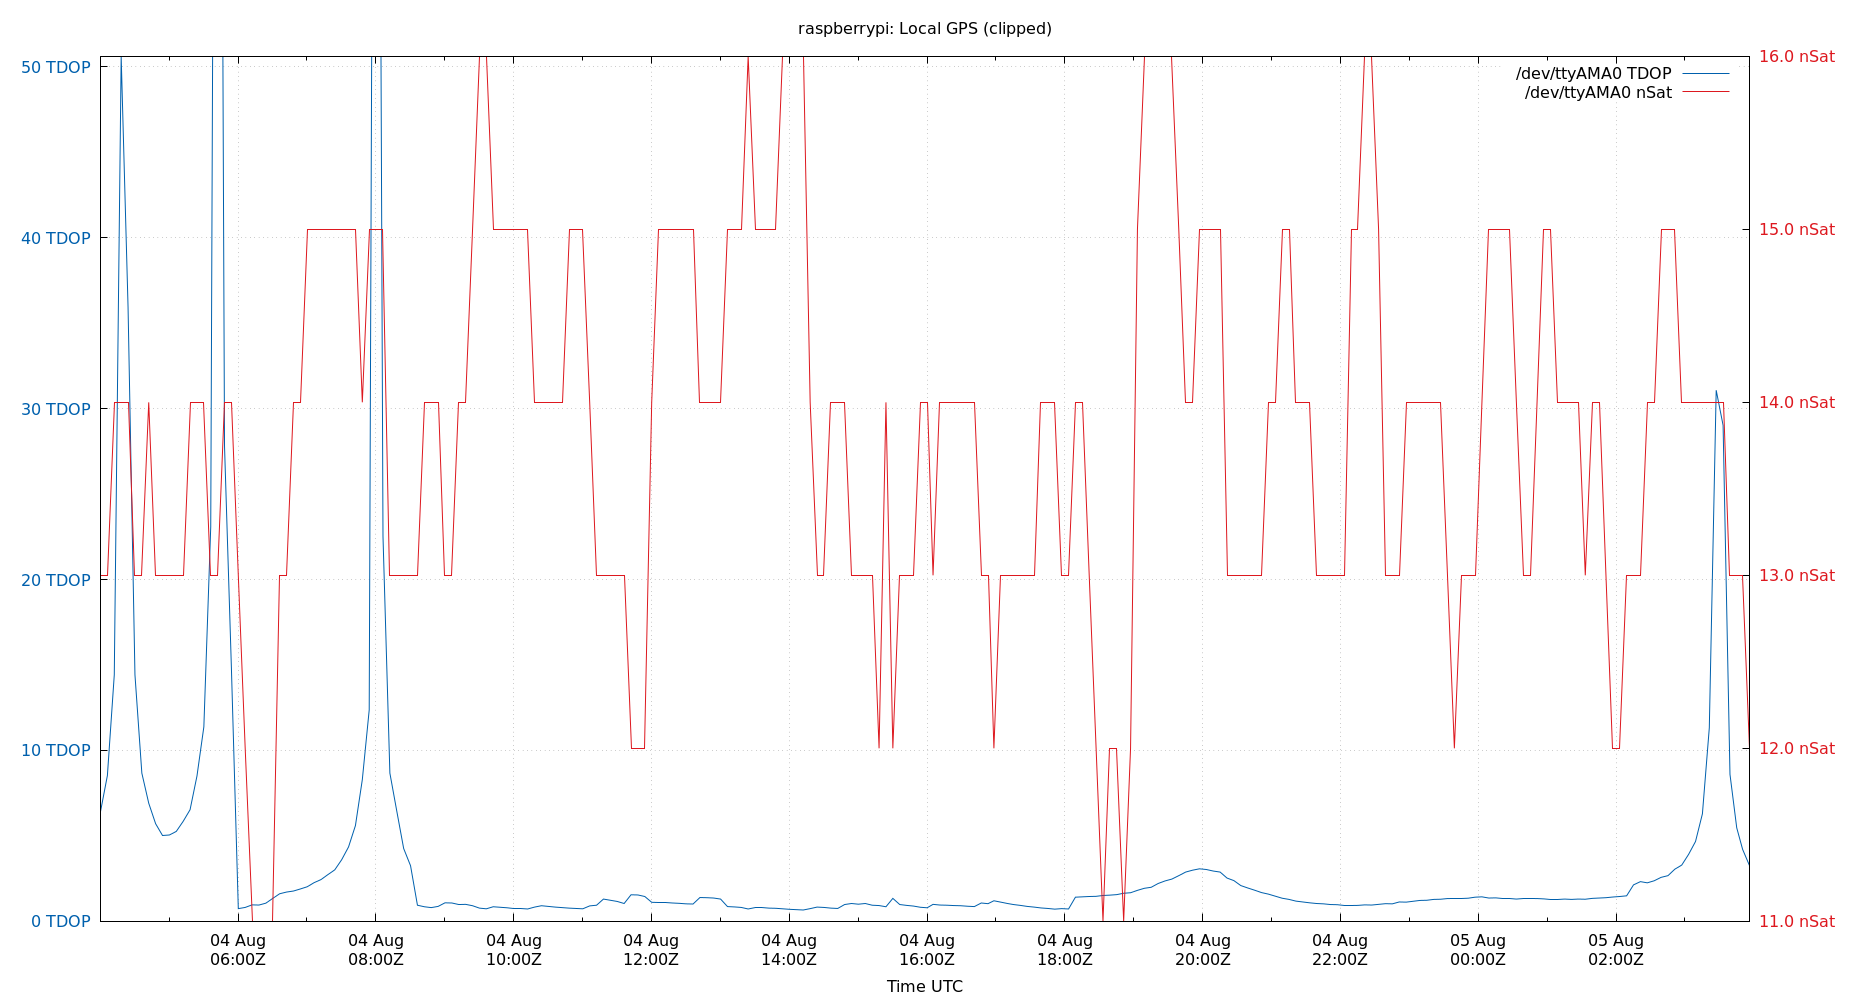 raspberrypi: Local GPS (clipped)
50 TDOP
40 TDOP
30 TDOP
20 TDOP
10 TDOP
0 TDOP
/dev/ttyAMA0 TDOP
/dev/ttyAMA0 nSat
16.0 nSat
15.0 nSat
14.0 nSat
13.0 nSat
12.0 nSat
11.0 nSat
04 Aug
06:00Z
04 Aug
08:00Z
04 Aug
10:00Z
04 Aug
12:00Z
04 Aug
14:00Z
04 Aug
16:00Z
04 Aug
18:00Z
04 Aug
20:00Z
04 Aug
22:00Z
05 Aug
00:00Z
05 Aug
02:00Z
Time UTC